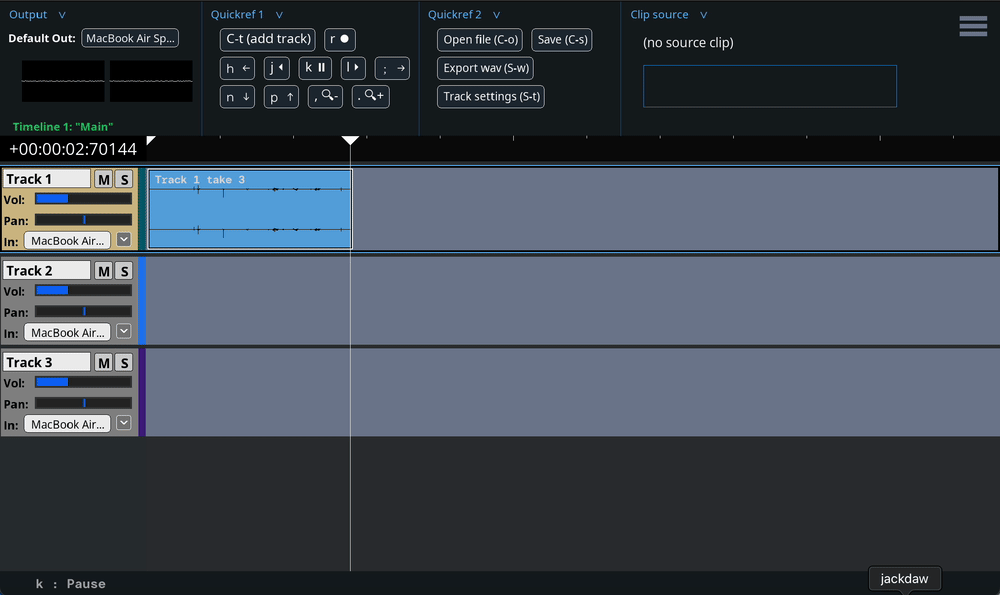 Output v
Default Out: MacBook Air Sp...
Quickref 1 v
C-t (add track) r ●
h ← j k l ; →
n ↓ p ↑ , - . +
Quickref 2 v
Open file (C-o) Save (C-s)
Export wav (S-w)
Track settings (S-t)
Clip source v
(no source clip)
Timeline 1: "Main"
+00:00:02:70144
Track 1 M S
Vol:
Pan:
In: MacBook Air...
Track 1 take 3
Track 2 M S
Vol:
Pan:
In: MacBook Air...
Track 3 M S
Vol:
Pan:
In: MacBook Air...
k : Pause
jackdaw